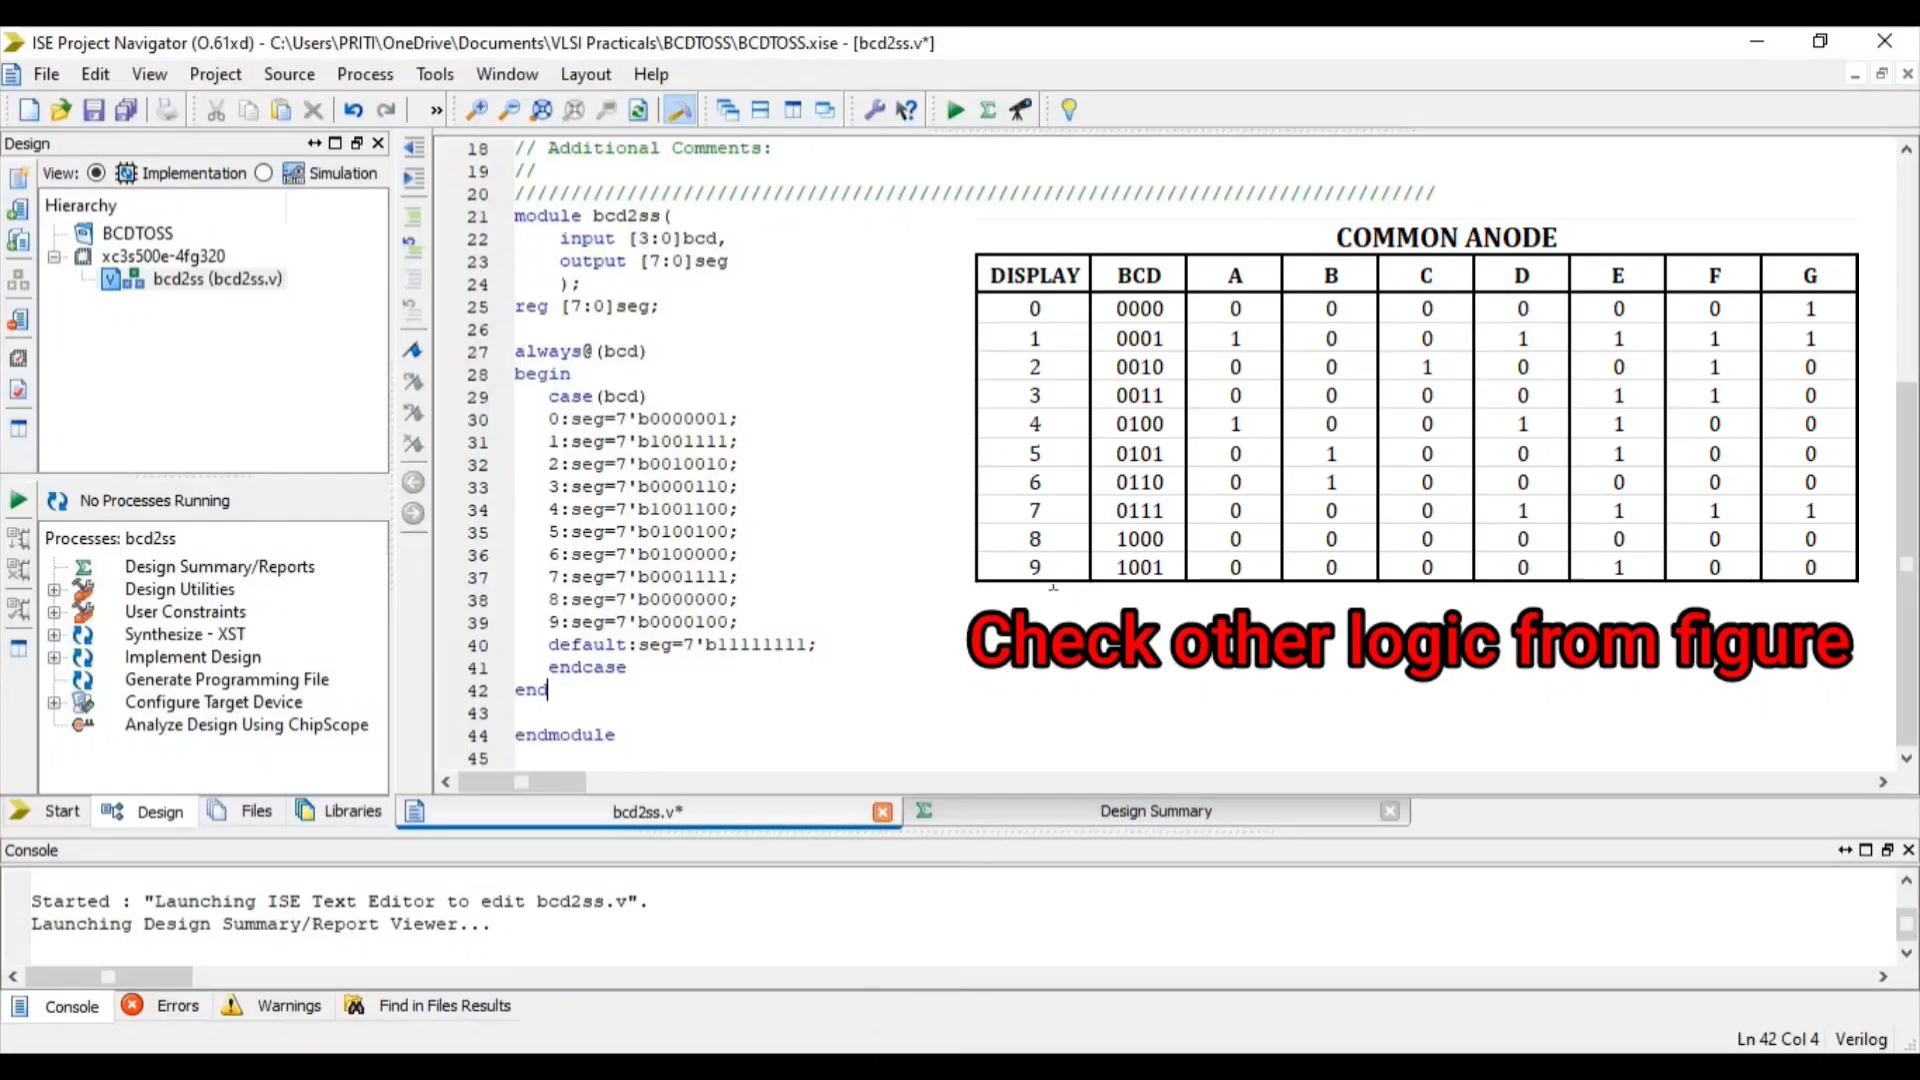 ISE Project Navigator (O.61xd) - C:\Users\PRITI\OneDrive\Documents\VLSI Practicals\BCDTOSS\BCDTOSS.xise - [bcd2ss.v*]
File Edit View Project Source Process Tools Window Layout Help
»
Design
View: Implementation Simulation
Hierarchy
BCDTOSS
xc3s500e-4fg320
bcd2ss (bcd2ss.v)
No Processes Running
Processes: bcd2ss
Design Summary/Reports
Design Utilities
User Constraints
Synthesize - XST
Implement Design
Generate Programming File
Configure Target Device
Analyze Design Using ChipScope
Start Design Files Libraries
18 // Additional Comments:
19 //
20 //////////////////////////////////////////////////////////////////////////////////
21 module bcd2ss(
22 input [3:0]bcd,
23 output [7:0]seg
24 );
25 reg [7:0]seg;
26
27 always@(bcd)
28 begin
29 case(bcd)
30 0:seg=7'b0000001;
31 1:seg=7'b1001111;
32 2:seg=7'b0010010;
33 3:seg=7'b0000110;
34 4:seg=7'b1001100;
35 5:seg=7'b0100100;
36 6:seg=7'b0100000;
37 7:seg=7'b0001111;
38 8:seg=7'b0000000;
39 9:seg=7'b0000100;
40 default:seg=7'b11111111;
41 endcase
42 end
43
44 endmodule
45
COMMON ANODE
DISPLAY BCD A B C D E F G
0 0000 0 0 0 0 0 0 1
1 0001 1 0 0 1 1 1 1
2 0010 0 0 1 0 0 1 0
3 0011 0 0 0 0 1 1 0
4 0100 1 0 0 1 1 0 0
5 0101 0 1 0 0 1 0 0
6 0110 0 1 0 0 0 0 0
7 0111 0 0 0 1 1 1 1
8 1000 0 0 0 0 0 0 0
9 1001 0 0 0 0 1 0 0
Check other logic from figure
bcd2ss.v* Design Summary
Console
Started : "Launching ISE Text Editor to edit bcd2ss.v".
Launching Design Summary/Report Viewer...
Console Errors Warnings Find in Files Results
Ln 42 Col 4 Verilog